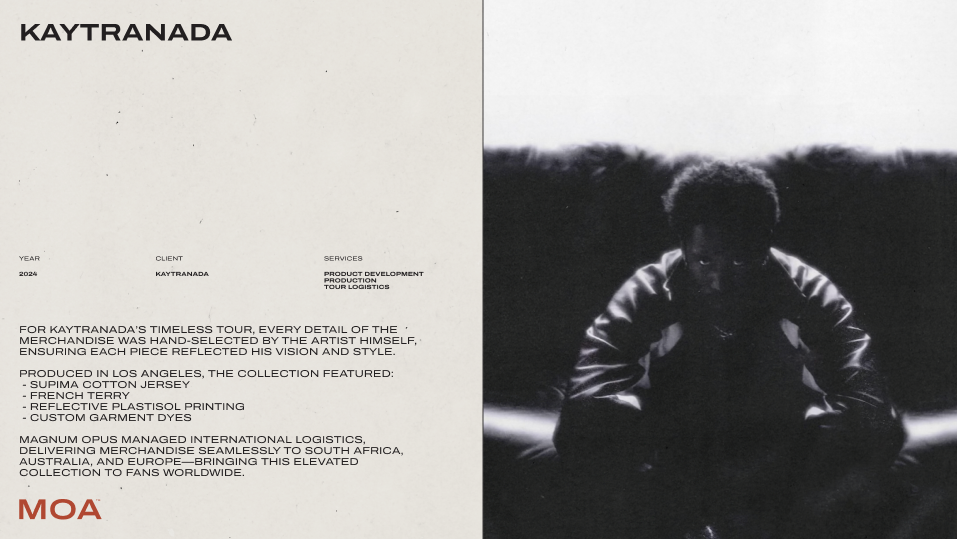 KAYTRANADA
YEAR
2024
CLIENT
KAYTRANADA
SERVICES
PRODUCT DEVELOPMENT
PRODUCTION
TOUR LOGISTICS
FOR KAYTRANADA'S TIMELESS TOUR, EVERY DETAIL OF THE
MERCHANDISE WAS HAND-SELECTED BY THE ARTIST HIMSELF,
ENSURING EACH PIECE REFLECTED HIS VISION AND STYLE.
PRODUCED IN LOS ANGELES, THE COLLECTION FEATURED:
- SUPIMA COTTON JERSEY
- FRENCH TERRY
- REFLECTIVE PLASTISOL PRINTING
- CUSTOM GARMENT DYES
MAGNUM OPUS MANAGED INTERNATIONAL LOGISTICS,
DELIVERING MERCHANDISE SEAMLESSLY TO SOUTH AFRICA,
AUSTRALIA, AND EUROPE—BRINGING THIS ELEVATED
COLLECTION TO FANS WORLDWIDE.
MOA™